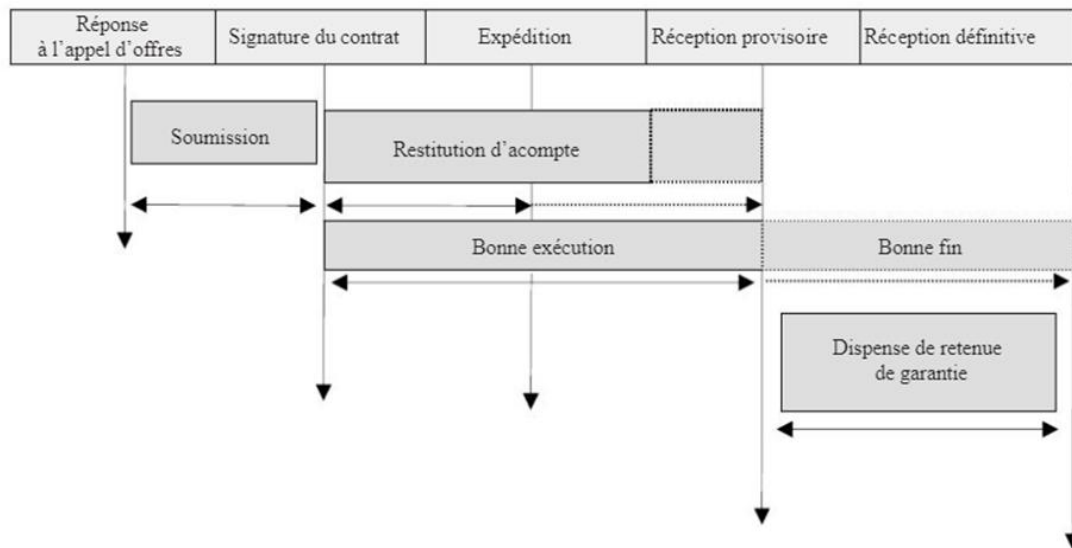 Réponse
à l’appel d’offres
Signature du contrat
Expédition
Réception provisoire
Réception définitive
Soumission
Restitution d’acompte
Bonne exécution
Bonne fin
Dispense de retenue
de garantie